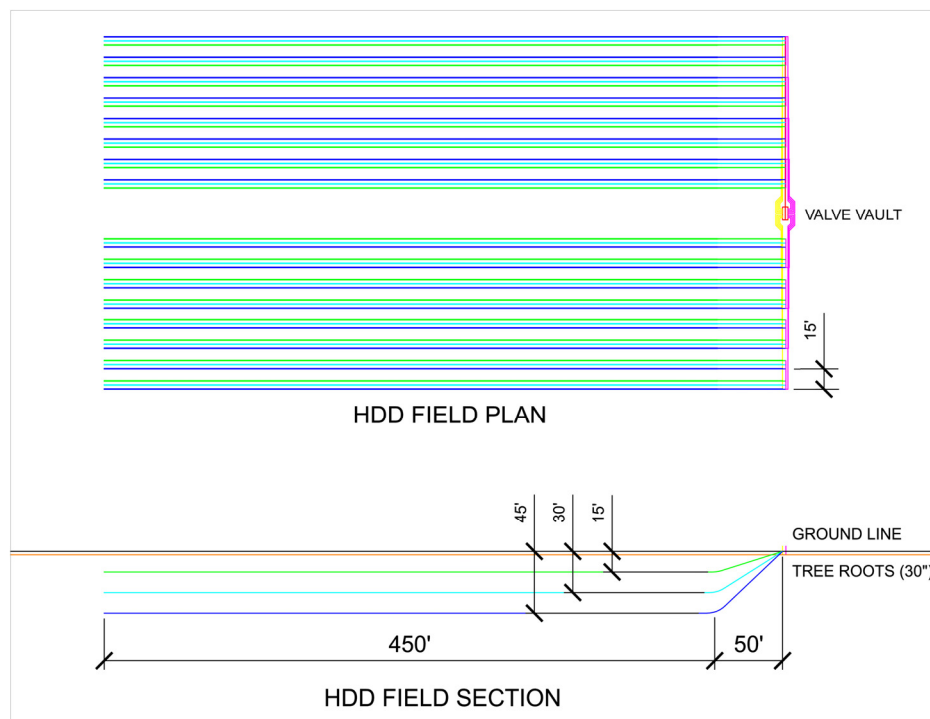 VALVE VAULT
15'
HDD FIELD PLAN
45'
30'
15'
GROUND LINE
TREE ROOTS (30")
450'
50'
HDD FIELD SECTION